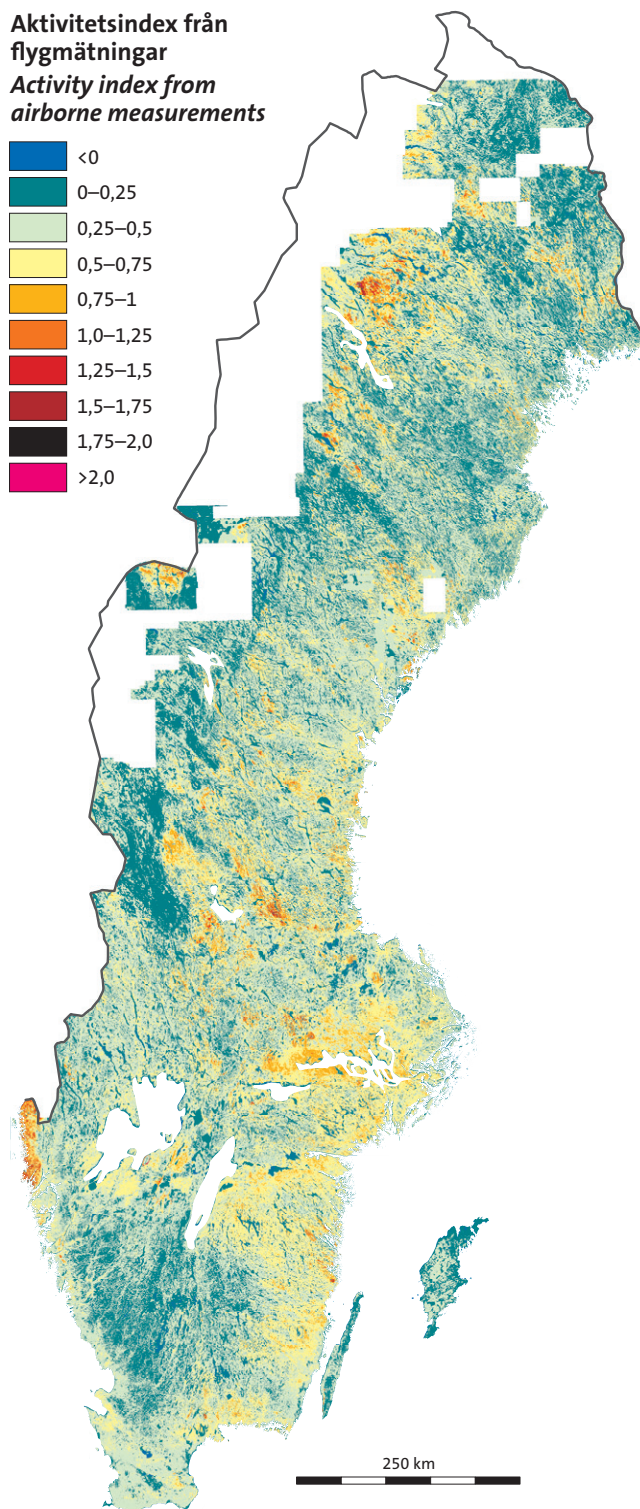 Aktivitetsindex från
flygmätningar
Activity index from
airborne measurements
<0
0–0,25
0,25–0,5
0,5–0,75
0,75–1
1,0–1,25
1,25–1,5
1,5–1,75
1,75–2,0
>2,0
250 km